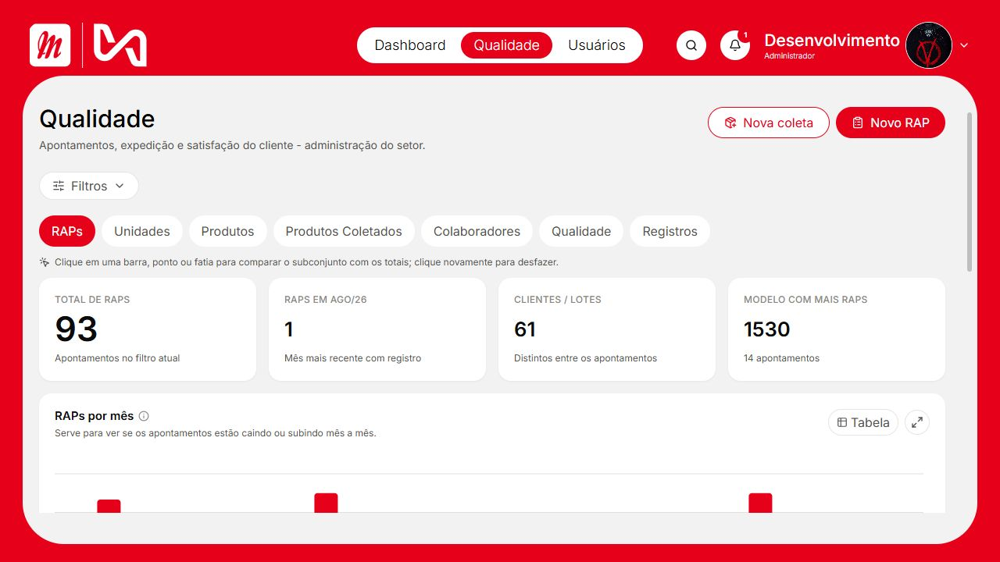 m
Dashboard
Qualidade
Usuários
1
Desenvolvimento
Administrador
Qualidade
Apontamentos, expedição e satisfação do cliente - administração do setor.
Nova coleta
Novo RAP
Filtros
RAPs
Unidades
Produtos
Produtos Coletados
Colaboradores
Qualidade
Registros
Clique em uma barra, ponto ou fatia para comparar o subconjunto com os totais; clique novamente para desfazer.
TOTAL DE RAPS
93
Apontamentos no filtro atual
RAPS EM AGO/26
1
Mês mais recente com registro
CLIENTES / LOTES
61
Distintos entre os apontamentos
MODELO COM MAIS RAPS
1530
14 apontamentos
RAPs por mês
Serve para ver se os apontamentos estão caindo ou subindo mês a mês.
Tabela